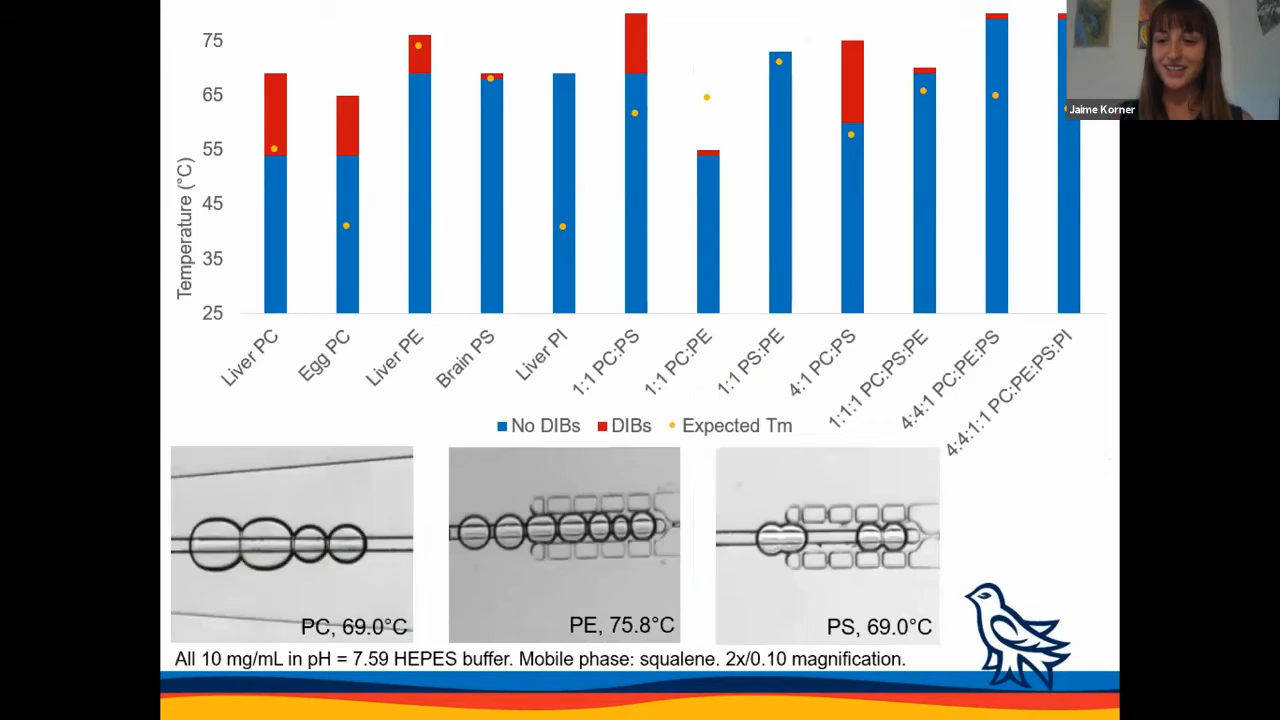 75
65
55
45
35
25
Temperature (°C)
Liver PC
Egg PC
Liver PE
Brain PS
Liver PI
1:1 PC:PS
1:1 PC:PE
1:1 PS:PE
4:1 PC:PS
1:1:1 PC:PS:PE
4:4:1 PC:PE:PS
4:4:1:1 PC:PE:PS:PI
No DIBs DIBs Expected Tm
Jaime Korner
PC, 69.0°C
PE, 75.8°C
PS, 69.0°C
All 10 mg/mL in pH = 7.59 HEPES buffer. Mobile phase: squalene. 2x/0.10 magnification.